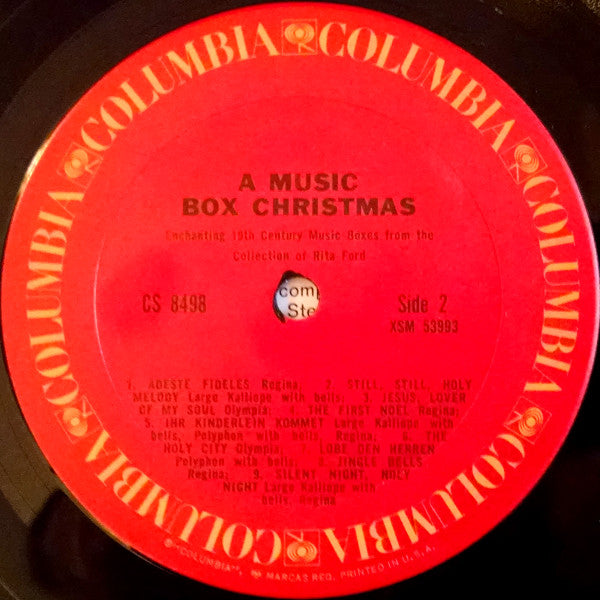 COLUMBIA COLUMBIA COLUMBIA COLUMBIA COLUMBIA COLUMBIA
A MUSIC
BOX CHRISTMAS
Enchanting 19th Century Music Boxes from the
Collection of Rita Ford
CS 8498
com
Ste
Side 2
XSM 53993
1. ADESTE FIDELES Regina; 2. STILL, STILL, HOLY
MELODY Large Kalliope with bells; 3. JESUS, LOVER
OF MY SOUL Olympia; 4. THE FIRST NOEL Regina;
5. IHR KINDERLEIN KOMMET Large Kalliope with
bells, Polyphon with bells, Regina; 6. THE
HOLY CITY Olympia; 7. LOBE DEN HERREN
Polyphon with bells; 8. JINGLE BELLS
Regina; 9. SILENT NIGHT, HOLY
NIGHT Large Kalliope with
bells, Regina
® "COLUMBIA", MARCAS REG. PRINTED IN U.S.A.